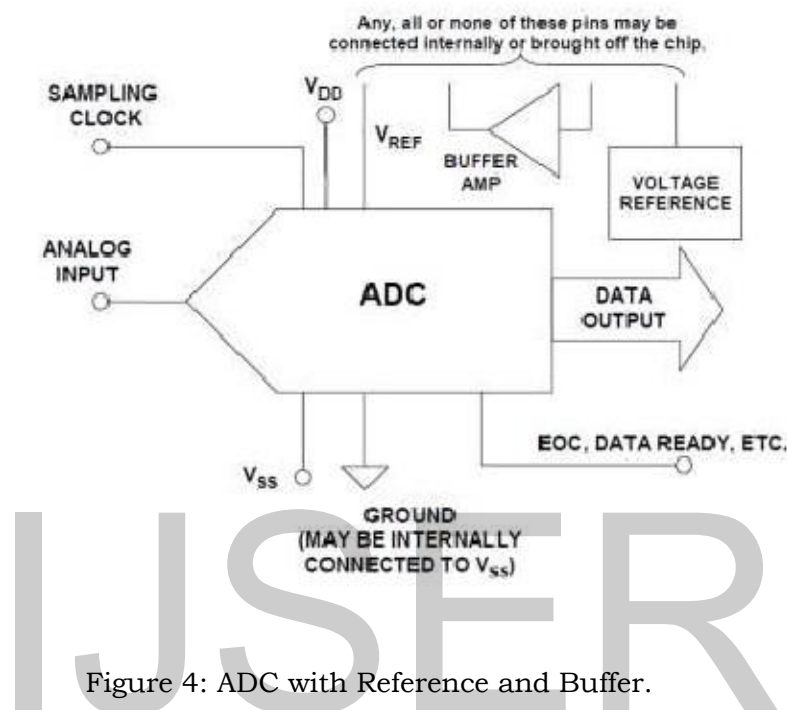 Any, all or none of these pins may be
connected internally or brought off the chip.
SAMPLING
CLOCK
VDD
VREF
BUFFER
AMP
VOLTAGE
REFERENCE
ANALOG
INPUT
ADC
DATA
OUTPUT
EOC, DATA READY, ETC.
VSS
GROUND
(MAY BE INTERNALLY
CONNECTED TO Vss)
IJSER
Figure 4: ADC with Reference and Buffer.